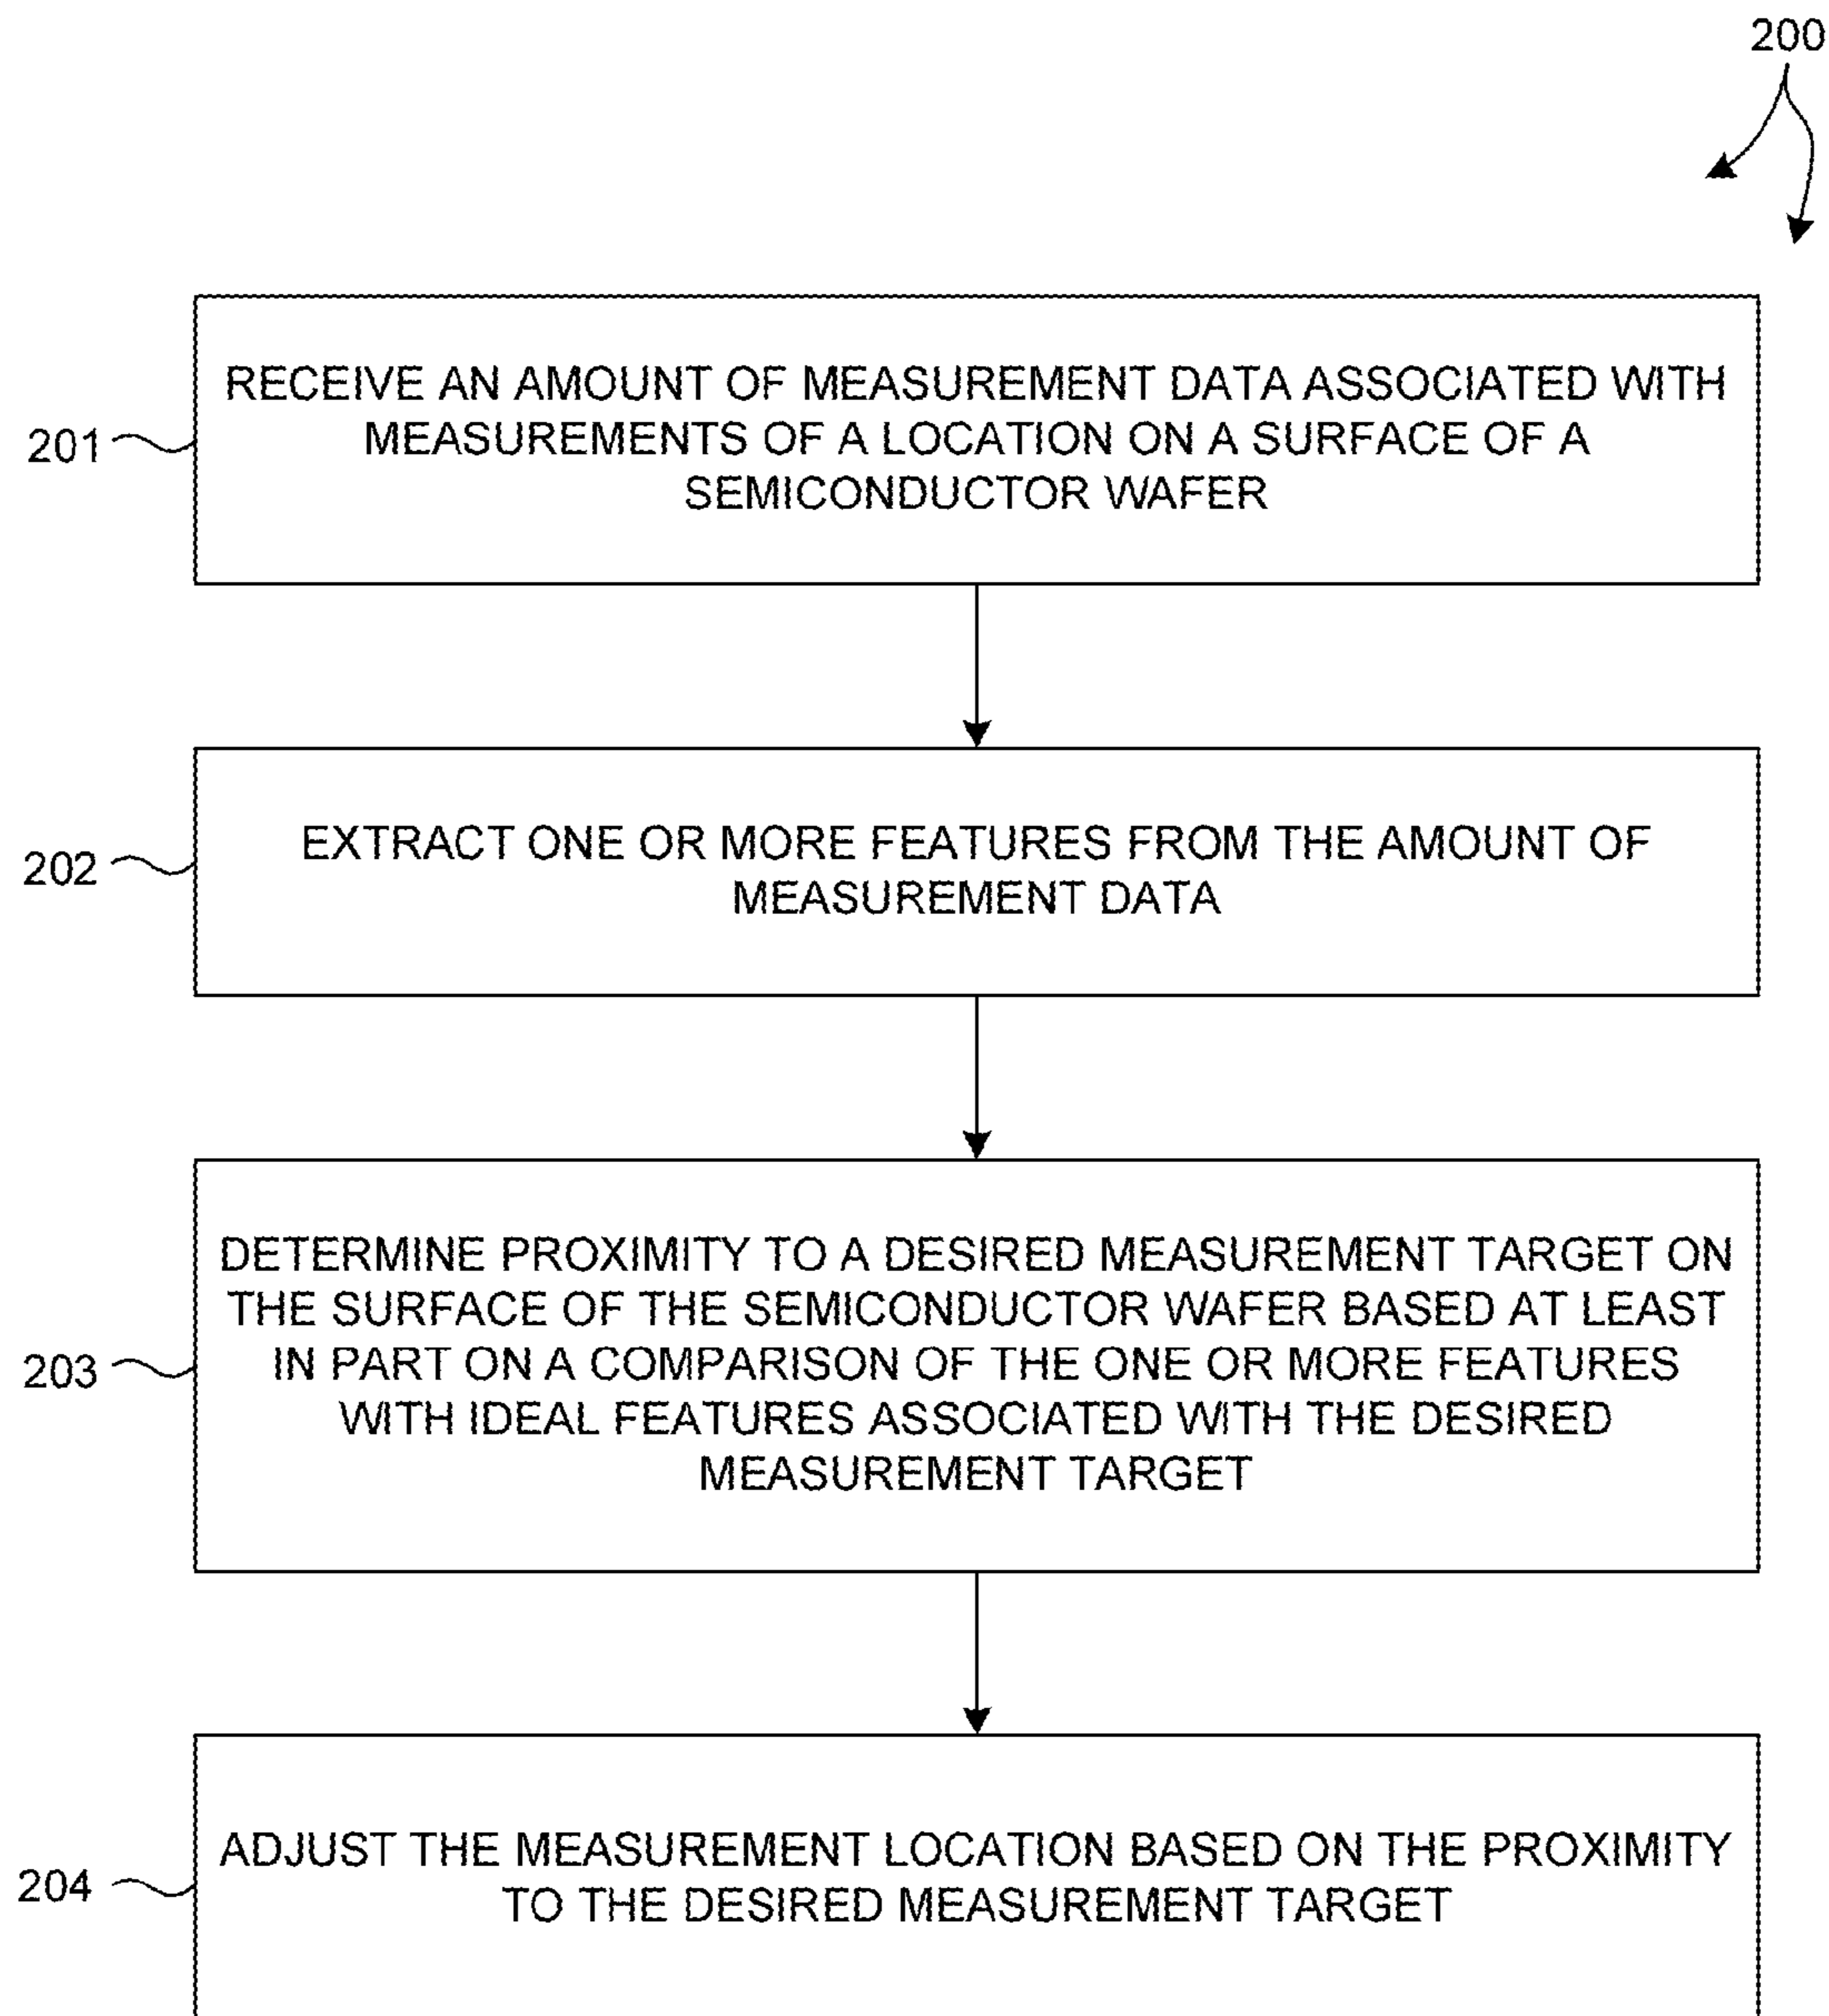 200
201
RECEIVE AN AMOUNT OF MEASUREMENT DATA ASSOCIATED WITH
MEASUREMENTS OF A LOCATION ON A SURFACE OF A
SEMICONDUCTOR WAFER
202
EXTRACT ONE OR MORE FEATURES FROM THE AMOUNT OF
MEASUREMENT DATA
203
DETERMINE PROXIMITY TO A DESIRED MEASUREMENT TARGET ON
THE SURFACE OF THE SEMICONDUCTOR WAFER BASED AT LEAST
IN PART ON A COMPARISON OF THE ONE OR MORE FEATURES
WITH IDEAL FEATURES ASSOCIATED WITH THE DESIRED
MEASUREMENT TARGET
204
ADJUST THE MEASUREMENT LOCATION BASED ON THE PROXIMITY
TO THE DESIRED MEASUREMENT TARGET